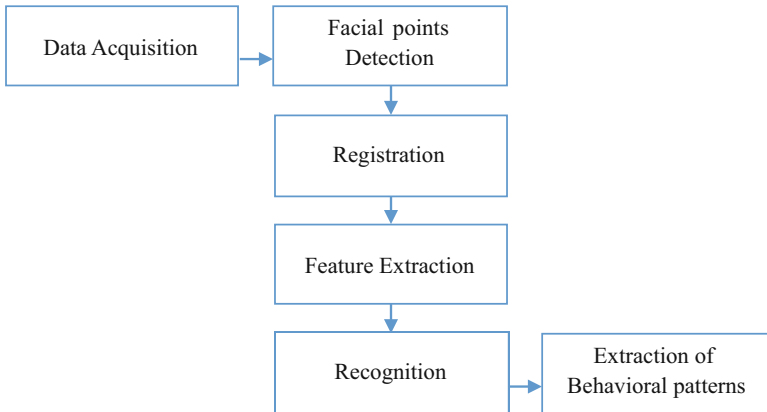 Data Acquisition
Facial points
Detection
Registration
Feature Extraction
Recognition
Extraction of
Behavioral patterns